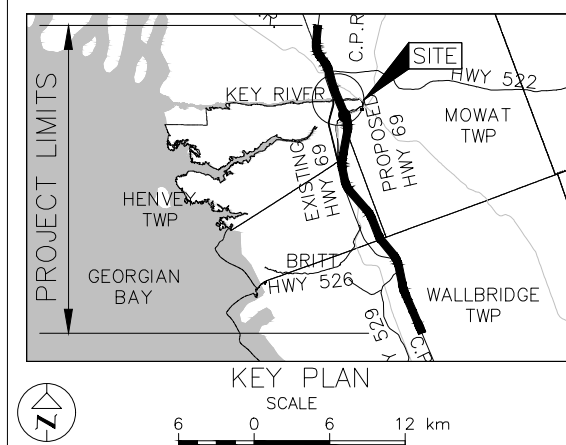 C.P.R.
SITE
HWY 522
KEY RIVER
MOWAT
TWP
PROJECT LIMITS
EXISTING
HWY 69
PROPOSED
HWY 69
HENVEY
TWP
BRITT
HWY 526
GEORGIAN
BAY
WALLBRIDGE
TWP
Y 529
KEY PLAN
SCALE
6 0 6 12 km
N